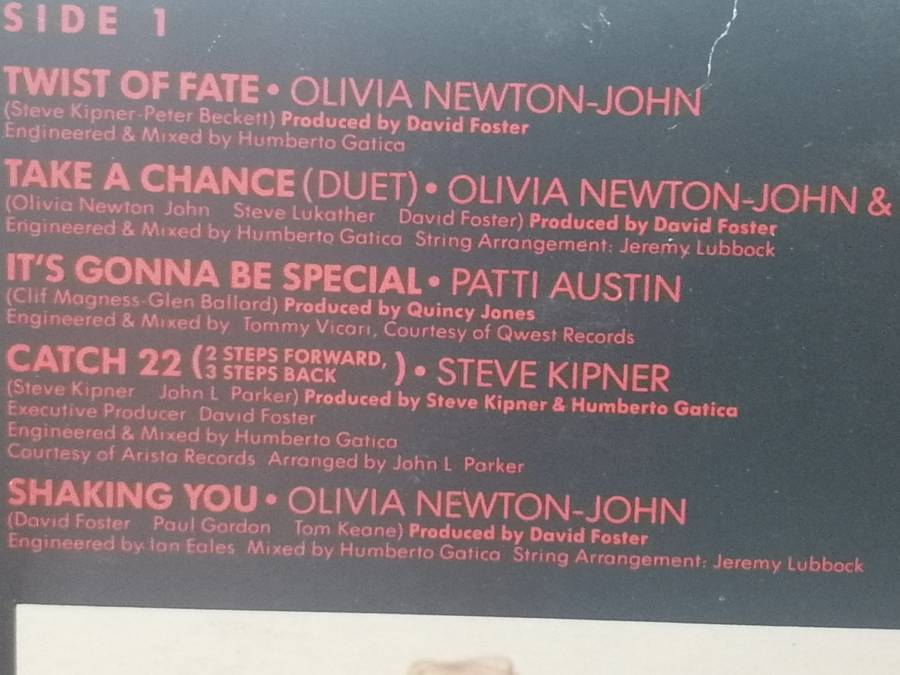 SIDE 1
TWIST OF FATE • OLIVIA NEWTON-JOHN
(Steve Kipner-Peter Beckett) Produced by David Foster
Engineered & Mixed by Humberto Gatica
TAKE A CHANCE (DUET) • OLIVIA NEWTON-JOHN &
(Olivia Newton John Steve Lukather David Foster) Produced by David Foster
Engineered & Mixed by Humberto Gatica String Arrangement: Jeremy Lubbock
IT'S GONNA BE SPECIAL • PATTI AUSTIN
(Clif Magness-Glen Ballard) Produced by Quincy Jones
Engineered & Mixed by Tommy Vicari, Courtesy of Qwest Records
CATCH 22 (2 STEPS FORWARD, 3 STEPS BACK) • STEVE KIPNER
(Steve Kipner John L Parker) Produced by Steve Kipner & Humberto Gatica
Executive Producer David Foster
Engineered & Mixed by Humberto Gatica
Courtesy of Arista Records Arranged by John L Parker
SHAKING YOU • OLIVIA NEWTON-JOHN
(David Foster Paul Gordon Tom Keane) Produced by David Foster
Engineered by Ian Eales Mixed by Humberto Gatica String Arrangement: Jeremy Lubbock